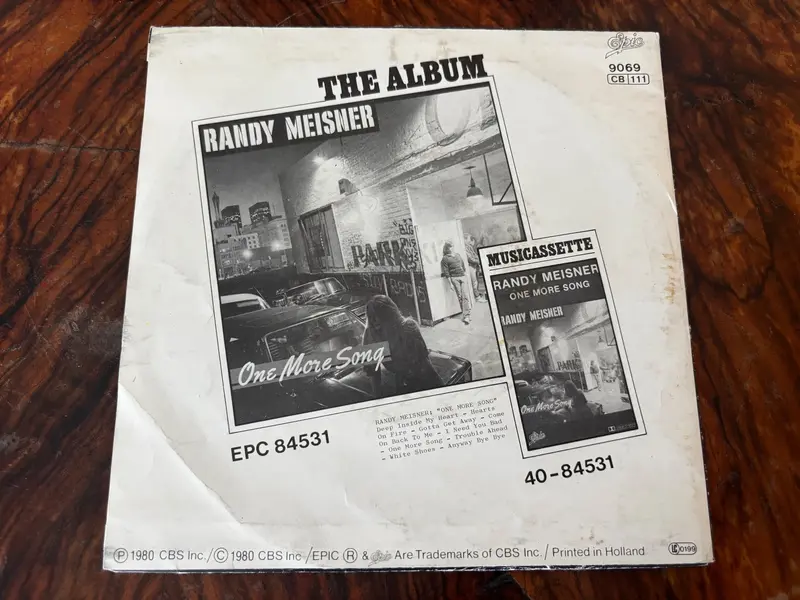 Epic
9069
CB 111
THE ALBUM
RANDY MEISNER
PARK
One More Song
MUSICASSETTE
RANDY MEISNER
ONE MORE SONG
RANDY MEISNER
PARK
One More Song
Epic
RANDY MEISNER: "ONE MORE SONG"
Deep Inside My Heart - Hearts
On Fire - Gotta Get Away - Come
On Back To Me - I Need You Bad
- One More Song - Trouble Ahead
- White Shoes - Anyway Bye Bye
EPC 84531
40-84531
Ⓟ 1980 CBS Inc./Ⓒ 1980 CBS Inc /EPIC Ⓡ & Epic Are Trademarks of CBS Inc./Printed in Holland
LC 0199